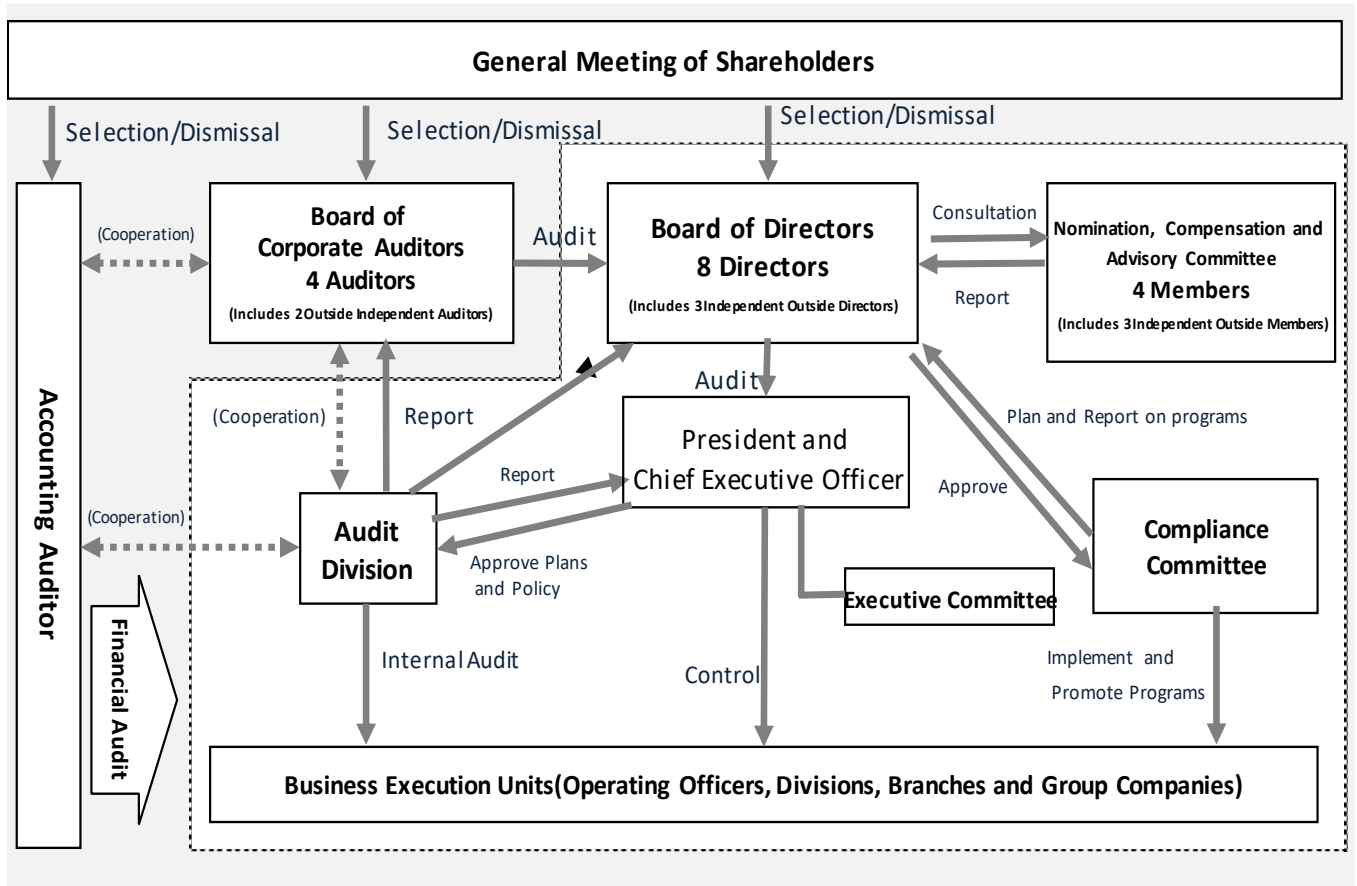 General Meeting of Shareholders
Selection/Dismissal
Selection/Dismissal
Selection/Dismissal
Accounting Auditor
(Cooperation)
Board of
Corporate Auditors
4 Auditors
(Includes 2Outside Independent Auditors)
Audit
Board of Directors
8 Directors
(Includes 3Independent Outside Directors)
Consultation
Report
Nomination, Compensation and
Advisory Committee
4 Members
(Includes 3Independent Outside Members)
(Cooperation)
Report
Audit
President and
Chief Executive Officer
Plan and Report on programs
Approve
Report
Approve Plans
and Policy
(Cooperation)
Audit
Division
Executive Committee
Compliance
Committee
Financial Audit
Internal Audit
Control
Implement and
Promote Programs
Business Execution Units(Operating Officers, Divisions, Branches and Group Companies)